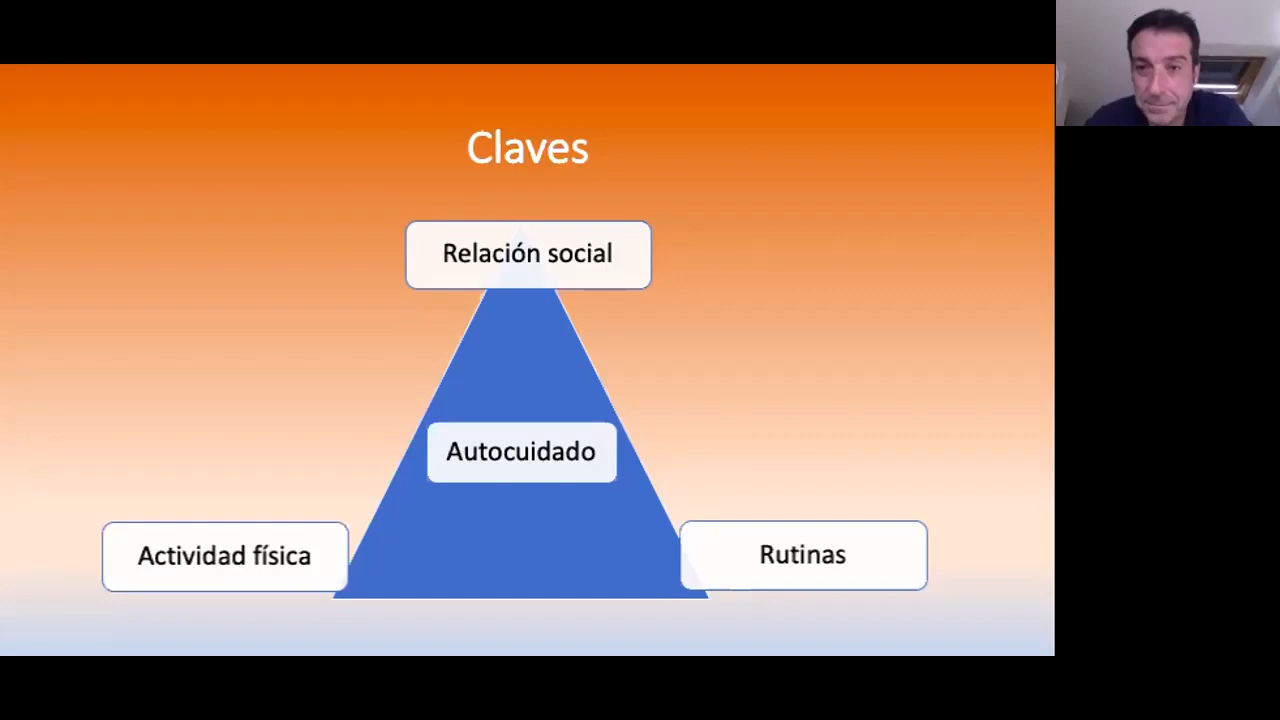 Claves
Relación social
Autocuidado
Actividad física
Rutinas